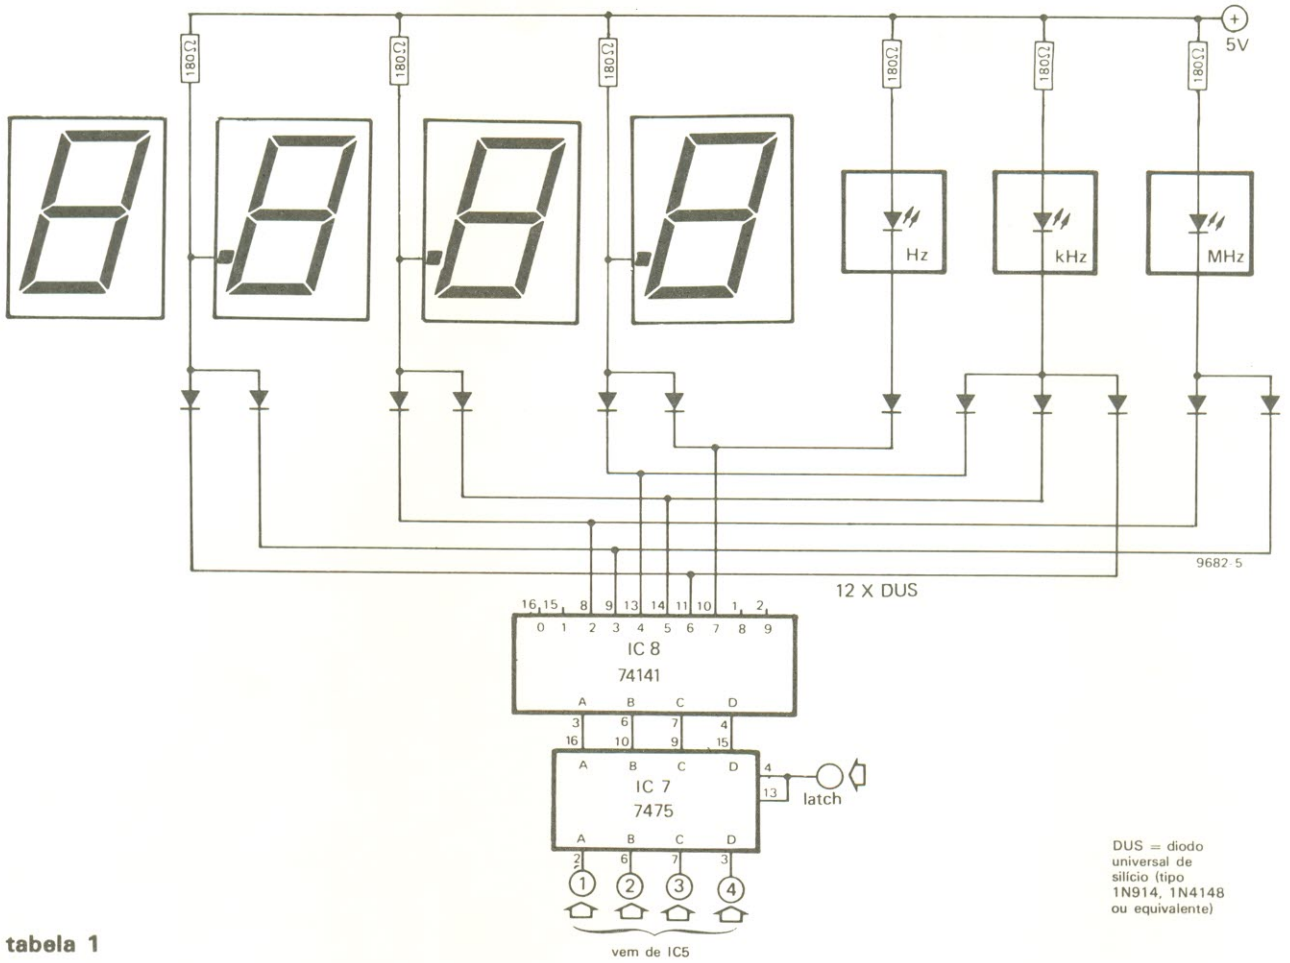 +
5V
180Ω 180Ω 180Ω 180Ω 180Ω 180Ω
Hz kHz MHz
9682-5
12 X DUS
16 15 8 9 13 14 11 10 1 2
0 1 2 3 4 5 6 7 8 9
IC 8
74141
A B C D
3 6 7 4
16 10 9 15
A B C D
4
IC 7
13
latch
7475
A B C D
2 6 7 3
1 2 3 4
vem de IC5
DUS = diodo
universal de
silício (tipo
1N914, 1N4148
ou equivalente)
tabela 1